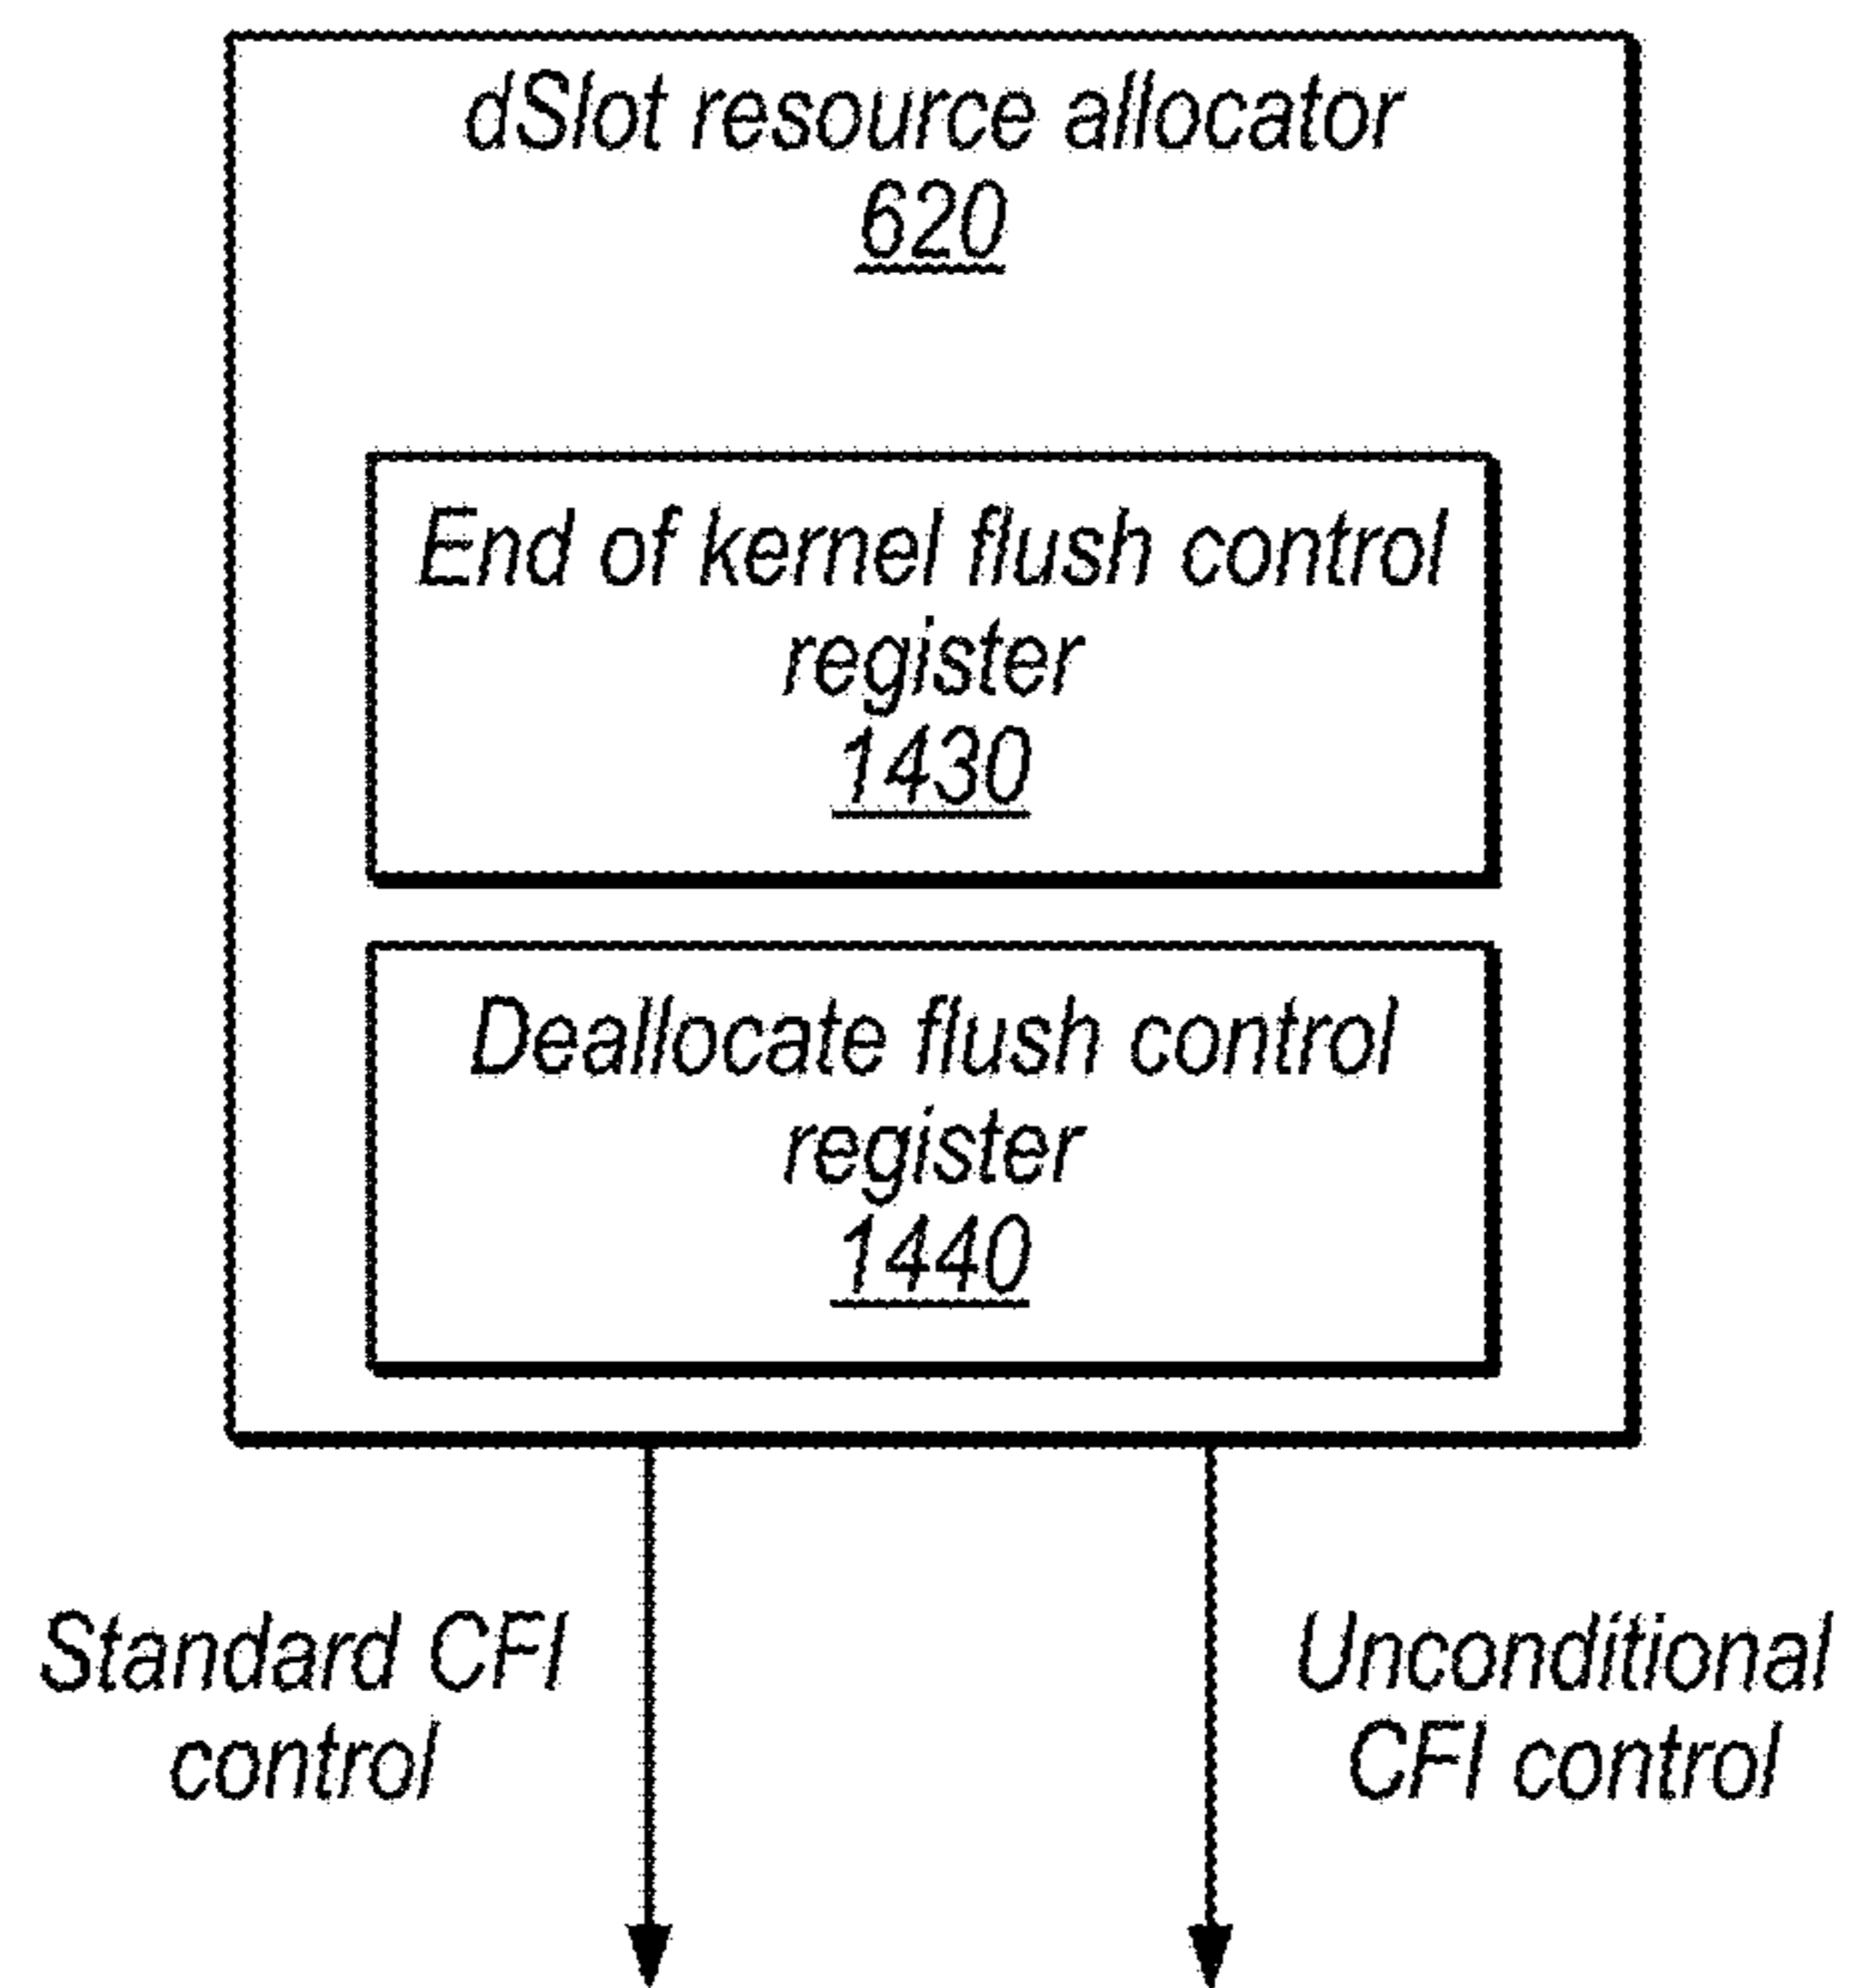 dSlot resource allocator
620
End of kernel flush control
register
1430
Deallocate flush control
register
1440
Standard CFI
control
Unconditional
CFI control